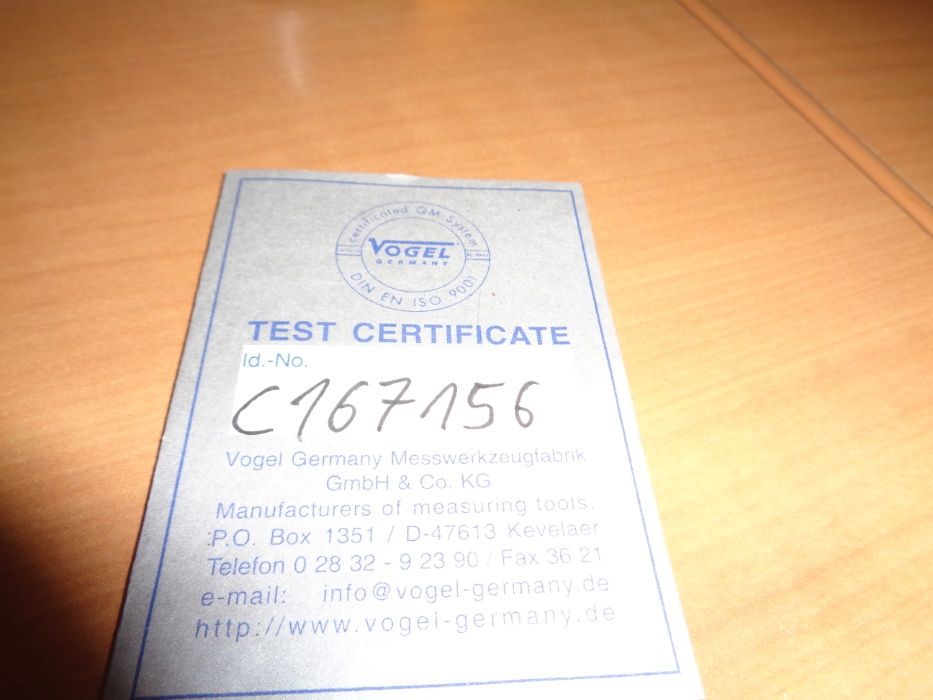 certificated QM System
VOGEL
GERMANY
DIN EN ISO 9001
TEST CERTIFICATE
Id.-No.
C167156
Vogel Germany Messwerkzeugfabrik
GmbH & Co. KG
Manufacturers of measuring tools.
P.O. Box 1351 / D-47613 Kevelaer
Telefon 0 28 32 - 9 23 90 / Fax 36 21
e-mail: info@vogel-germany.de
http://www.vogel-germany.de